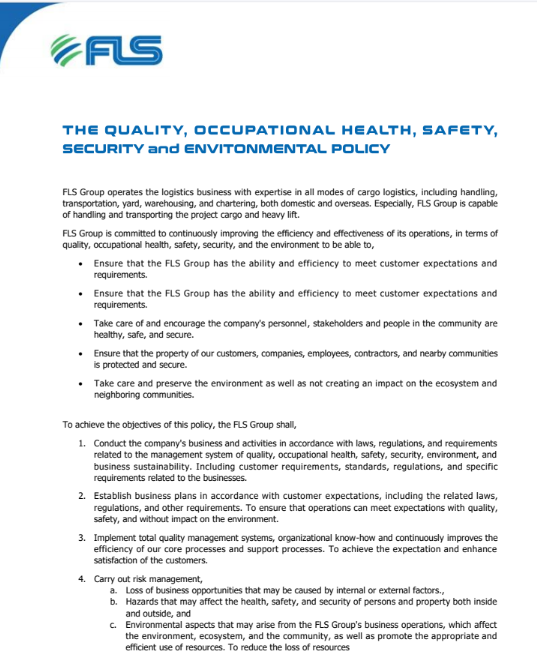 FLS
THE QUALITY, OCCUPATIONAL HEALTH, SAFETY,
SECURITY and ENVITONMENTAL POLICY
FLS Group operates the logistics business with expertise in all modes of cargo logistics, including handling,
transportation, yard, warehousing, and chartering, both domestic and overseas. Especially, FLS Group is capable
of handling and transporting the project cargo and heavy lift.
FLS Group is committed to continuously improving the efficiency and effectiveness of its operations, in terms of
quality, occupational health, safety, security, and the environment to be able to,
• Ensure that the FLS Group has the ability and efficiency to meet customer expectations and
requirements.
• Ensure that the FLS Group has the ability and efficiency to meet customer expectations and
requirements.
• Take care of and encourage the company's personnel, stakeholders and people in the community are
healthy, safe, and secure.
• Ensure that the property of our customers, companies, employees, contractors, and nearby communities
is protected and secure.
• Take care and preserve the environment as well as not creating an impact on the ecosystem and
neighboring communities.
To achieve the objectives of this policy, the FLS Group shall,
1. Conduct the company's business and activities in accordance with laws, regulations, and requirements
related to the management system of quality, occupational health, safety, security, environment, and
business sustainability. Including customer requirements, standards, regulations, and specific
requirements related to the businesses.
2. Establish business plans in accordance with customer expectations, including the related laws,
regulations, and other requirements. To ensure that operations can meet expectations with quality,
safety, and without impact on the environment.
3. Implement total quality management systems, organizational know-how and continuously improves the
efficiency of our core processes and support processes. To achieve the expectation and enhance
satisfaction of the customers.
4. Carry out risk management,
a. Loss of business opportunities that may be caused by internal or external factors.,
b. Hazards that may affect the health, safety, and security of persons and property both inside
and outside, and
c. Environmental aspects that may arise from the FLS Group's business operations, which affect
the environment, ecosystem, and the community, as well as promote the appropriate and
efficient use of resources. To reduce the loss of resources